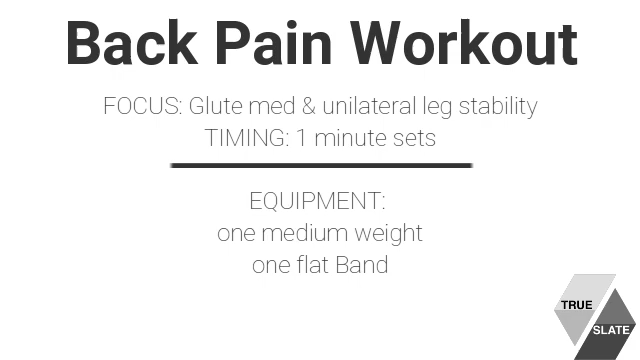 Back Pain Workout
FOCUS: Glute med & unilateral leg stability
TIMING: 1 minute sets
EQUIPMENT:
one medium weight
one flat Band
TRUE
SLATE